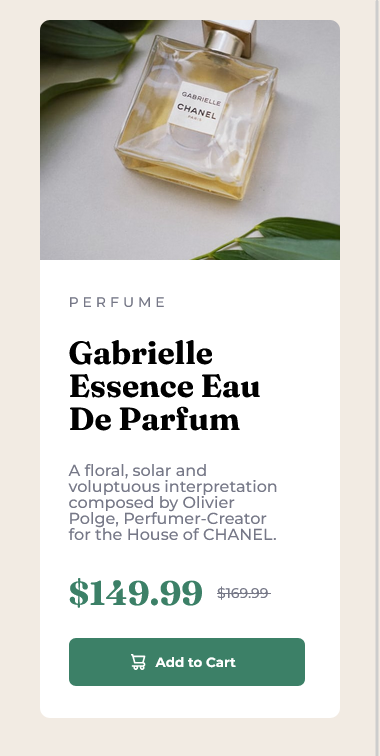 GABRIELLE
CHANEL
PARIS
PERFUME
Gabrielle
Essence Eau
De Parfum
A floral, solar and
voluptuous interpretation
composed by Olivier
Polge, Perfumer-Creator
for the House of CHANEL.
$149.99 $169.99
Add to Cart